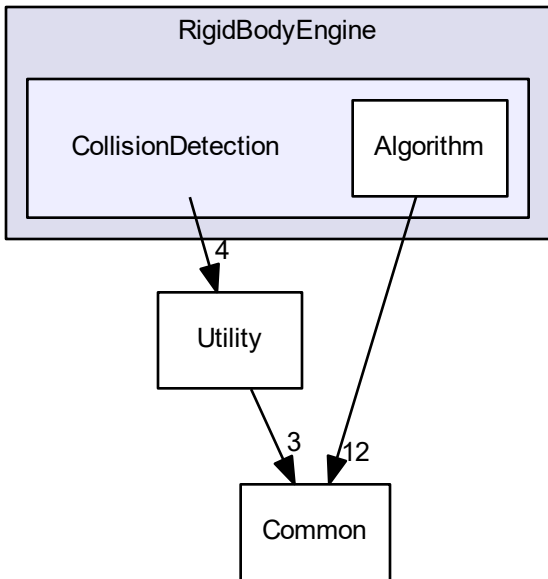 RigidBodyEngine
CollisionDetection
Algorithm
4
Utility
3
12
Common